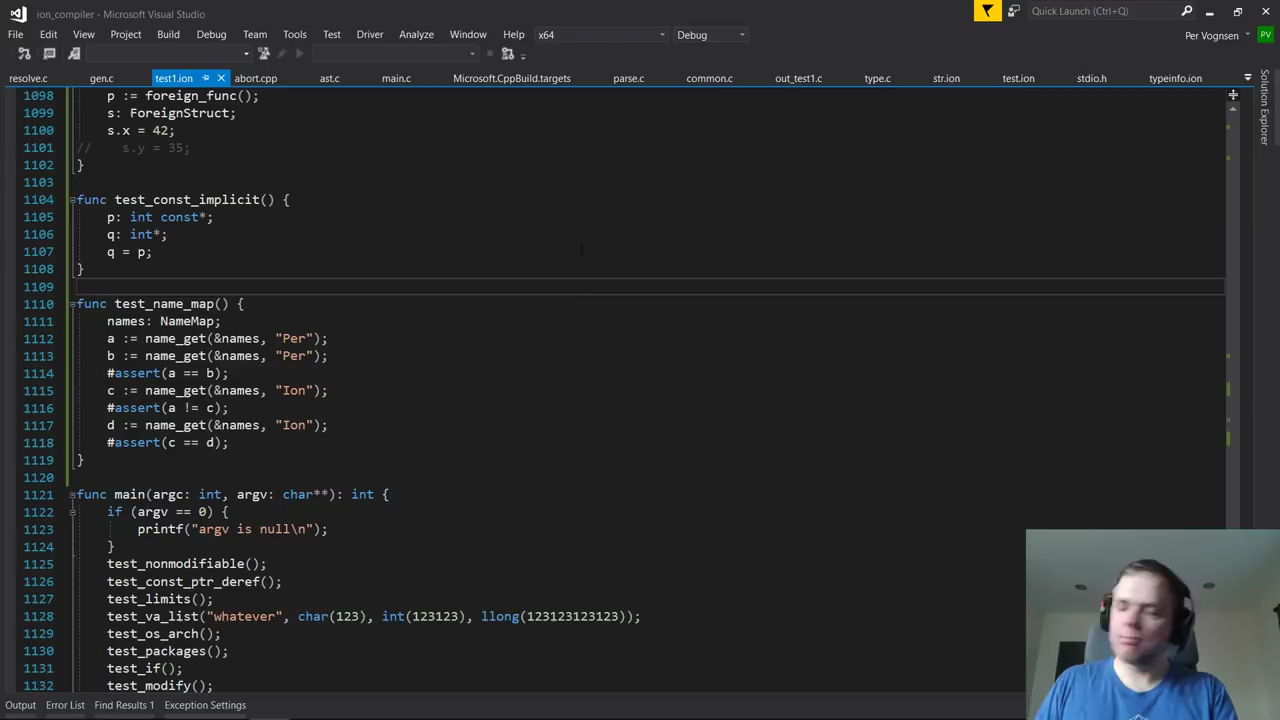 ion_compiler - Microsoft Visual Studio
Quick Launch (Ctrl+Q)
File Edit View Project Build Debug Team Tools Test Driver Analyze Window Help x64 Debug
Per Vognsen PV
resolve.c gen.c test1.ion abort.cpp ast.c main.c Microsoft.CppBuild.targets parse.c common.c out_test1.c type.c str.ion test.ion stdio.h typeinfo.ion
Solution Explorer
1098 p := foreign_func();
1099 s: ForeignStruct;
1100 s.x = 42;
1101 // s.y = 35;
1102 }
1103
1104 func test_const_implicit() {
1105 p: int const*;
1106 q: int*;
1107 q = p;
1108 }
1109
1110 func test_name_map() {
1111 names: NameMap;
1112 a := name_get(&names, "Per");
1113 b := name_get(&names, "Per");
1114 #assert(a == b);
1115 c := name_get(&names, "Ion");
1116 #assert(a != c);
1117 d := name_get(&names, "Ion");
1118 #assert(c == d);
1119 }
1120
1121 func main(argc: int, argv: char**): int {
1122 if (argv == 0) {
1123 printf("argv is null\n");
1124 }
1125 test_nonmodifiable();
1126 test_const_ptr_deref();
1127 test_limits();
1128 test_va_list("whatever", char(123), int(123123), llong(123123123123));
1129 test_os_arch();
1130 test_packages();
1131 test_if();
1132 test_modify();
Output Error List Find Results 1 Exception Settings